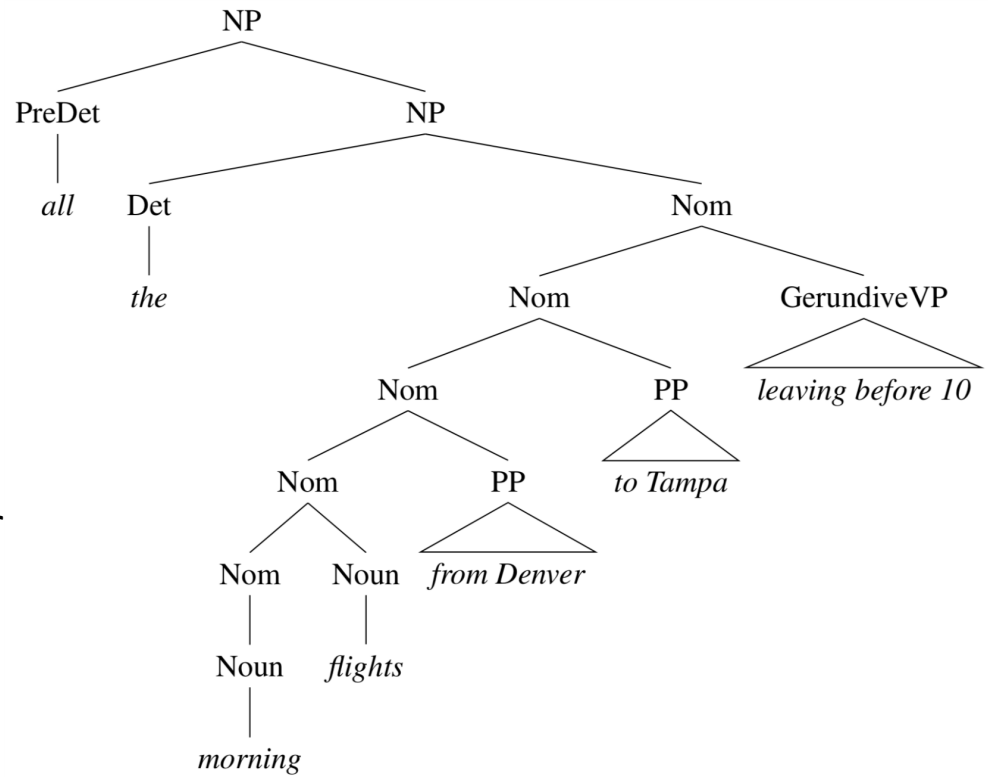 NP
PreDet NP
all Det Nom
the Nom GerundiveVP
Nom PP leaving before 10
Nom PP to Tampa
Nom Noun from Denver
Noun flights
morning